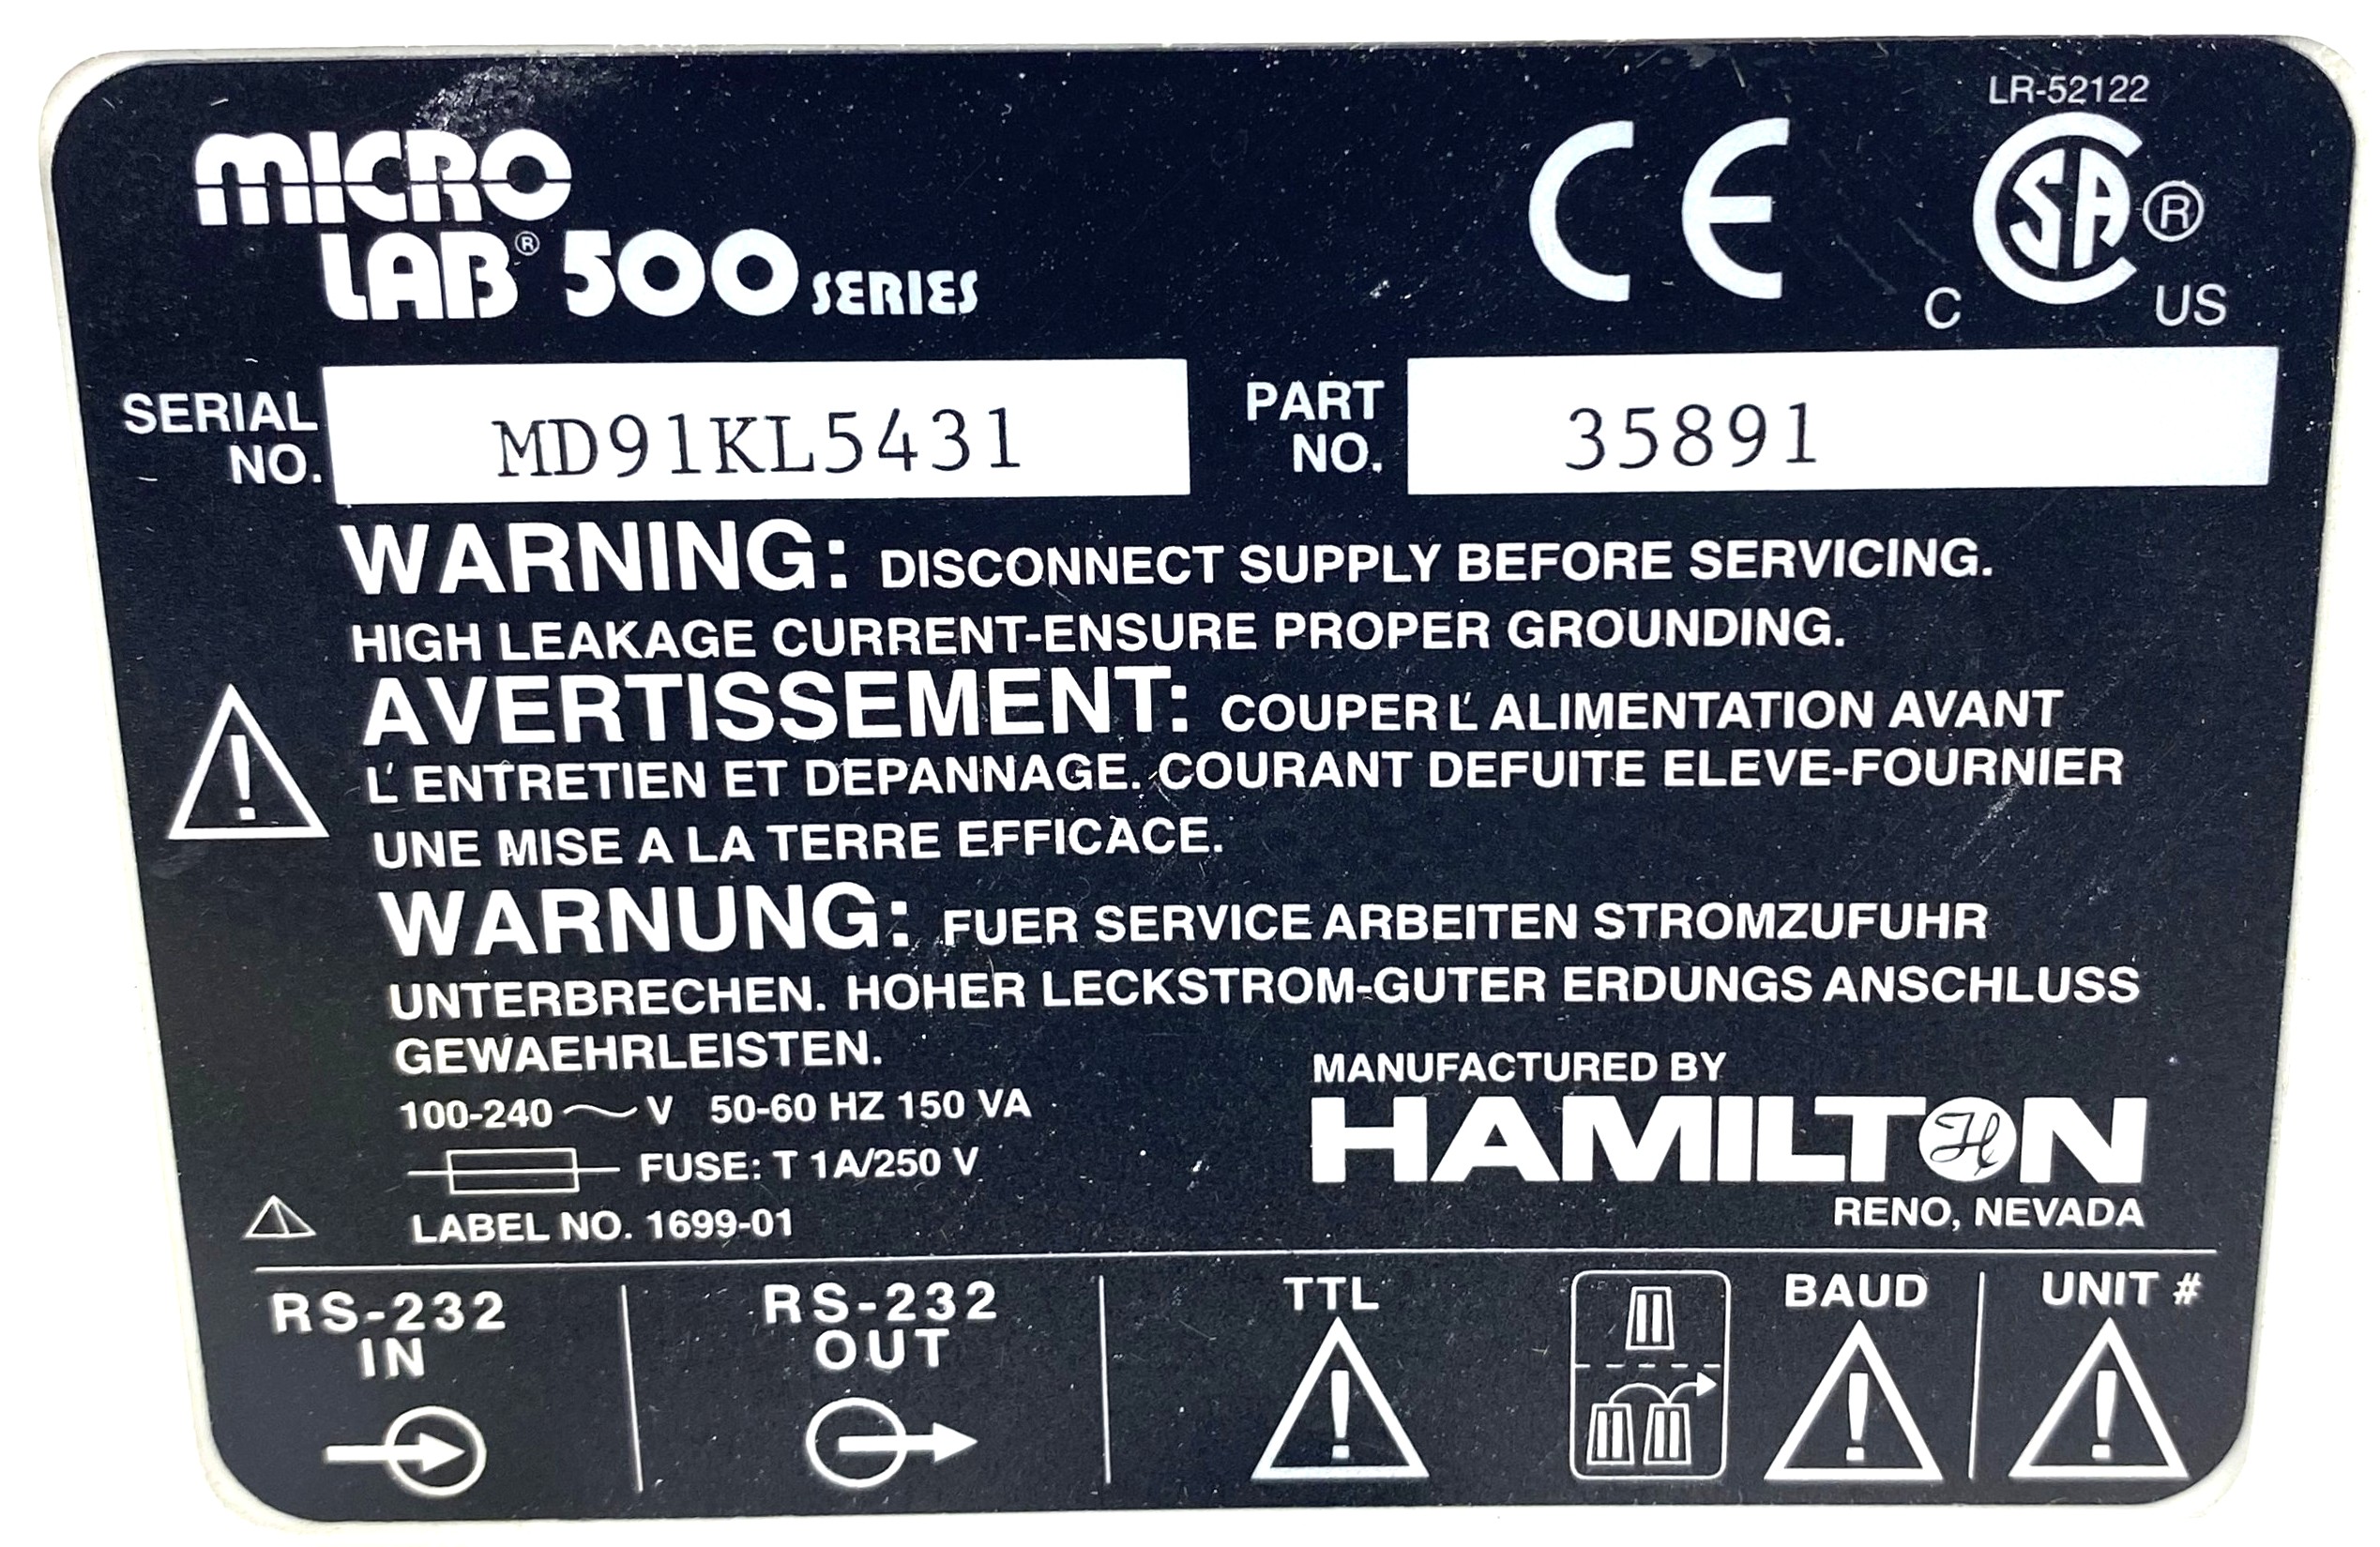 LR-52122
MICRO
LAB® 500 SERIES
CE
CSA®
C US
SERIAL NO. MD91KL5431
PART NO. 35891
WARNING: DISCONNECT SUPPLY BEFORE SERVICING.
HIGH LEAKAGE CURRENT-ENSURE PROPER GROUNDING.
AVERTISSEMENT: COUPER L' ALIMENTATION AVANT
L' ENTRETIEN ET DEPANNAGE. COURANT DEFUITE ELEVE-FOURNIER
UNE MISE A LA TERRE EFFICACE.
WARNUNG: FUER SERVICE ARBEITEN STROMZUFUHR
UNTERBRECHEN. HOHER LECKSTROM-GUTER ERDUNGS ANSCHLUSS
GEWAEHRLEISTEN.
100-240 ~ V 50-60 HZ 150 VA
FUSE: T 1A/250 V
LABEL NO. 1699-01
MANUFACTURED BY
HAMILTON
RENO, NEVADA
RS-232
IN
RS-232
OUT
TTL
BAUD
UNIT #